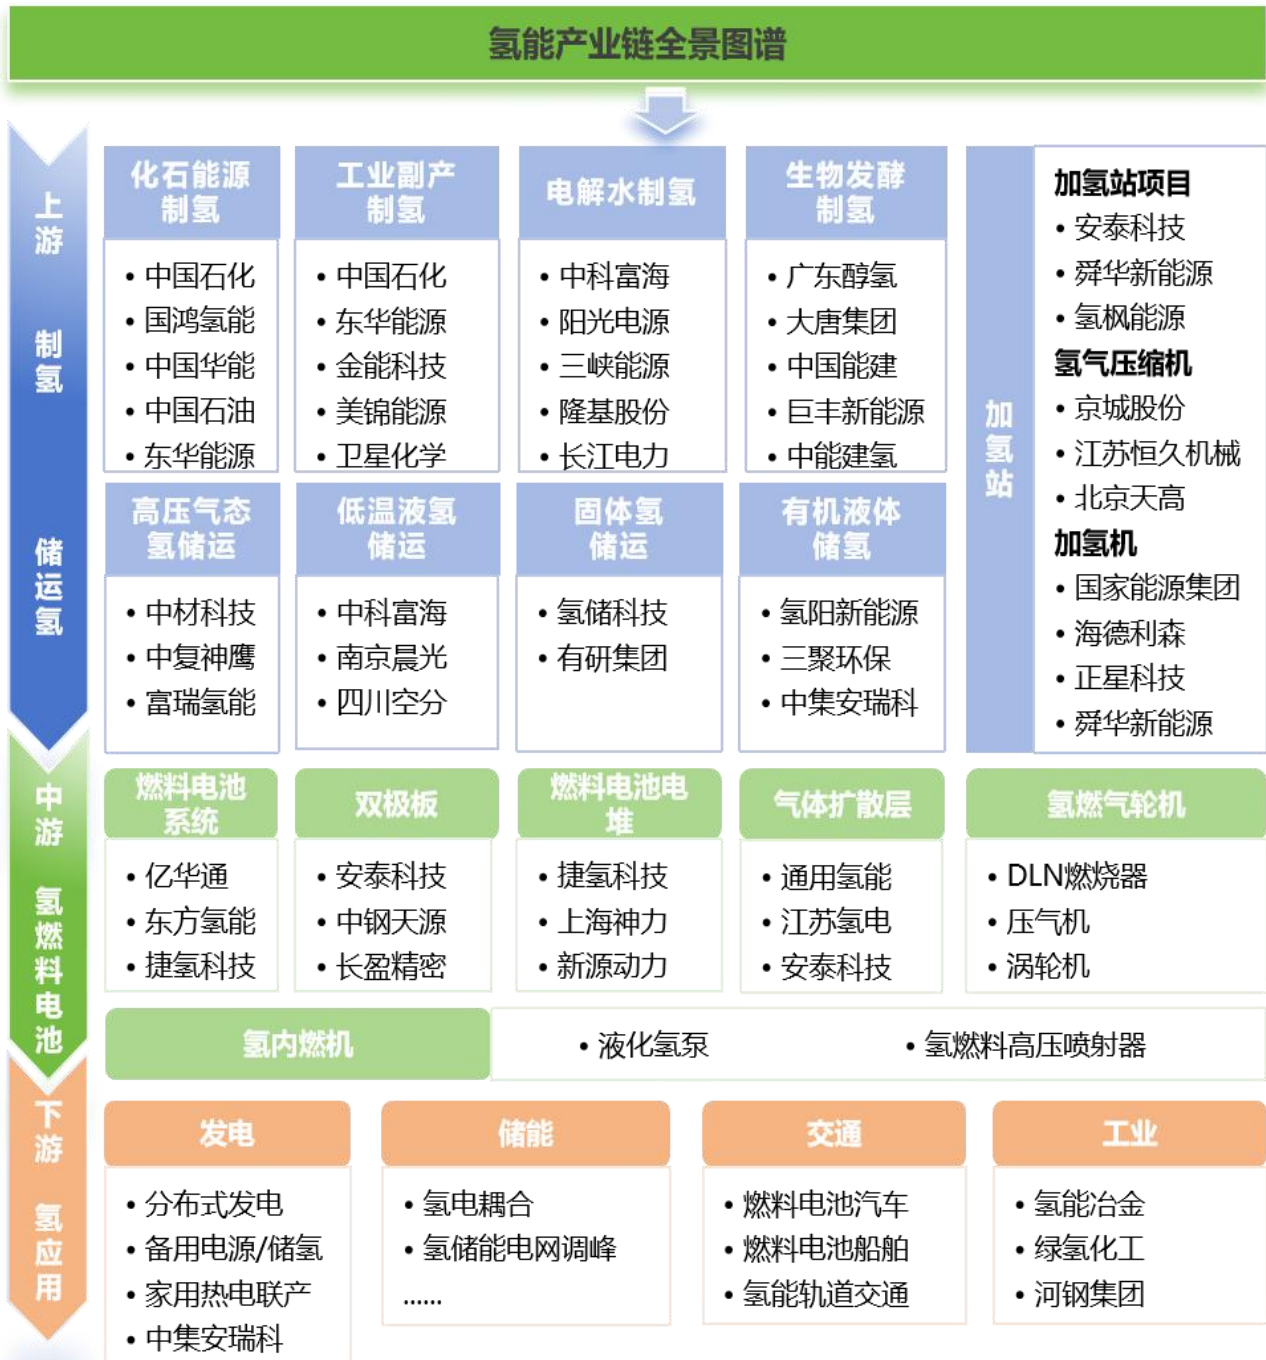 氢能产业链全景图谱
上游
制氢
储运氢
化石能源
制氢
• 中国石化
• 国鸿氢能
• 中国华能
• 中国石油
• 东华能源
工业副产
制氢
• 中国石化
• 东华能源
• 金能科技
• 美锦能源
• 卫星化学
电解水制氢
• 中科富海
• 阳光电源
• 三峡能源
• 隆基股份
• 长江电力
生物发酵
制氢
• 广东醇氢
• 大唐集团
• 中国能建
• 巨丰新能源
• 中能建氢
高压气态
氢储运
• 中材科技
• 中复神鹰
• 富瑞氢能
低温液氢
储运
• 中科富海
• 南京晨光
• 四川空分
固体氢
储运
• 氢储科技
• 有研集团
有机液体
储氢
• 氢阳新能源
• 三聚环保
• 中集安瑞科
加氢站
加氢站项目
• 安泰科技
• 舜华新能源
• 氢枫能源
氢气压缩机
• 京城股份
• 江苏恒久机械
• 北京天高
加氢机
• 国家能源集团
• 海德利森
• 正星科技
• 舜华新能源
中游
氢燃料电池
燃料电池
系统
• 亿华通
• 东方氢能
• 捷氢科技
双极板
• 安泰科技
• 中钢天源
• 长盈精密
燃料电池电
堆
• 捷氢科技
• 上海神力
• 新源动力
气体扩散层
• 通用氢能
• 江苏氢电
• 安泰科技
氢燃气轮机
• DLN燃烧器
• 压气机
• 涡轮机
氢内燃机
• 液化氢泵
• 氢燃料高压喷射器
下游
氢应用
发电
• 分布式发电
• 备用电源/储氢
• 家用热电联产
• 中集安瑞科
储能
• 氢电耦合
• 氢储能电网调峰
......
交通
• 燃料电池汽车
• 燃料电池船舶
• 氢能轨道交通
工业
• 氢能冶金
• 绿氢化工
• 河钢集团